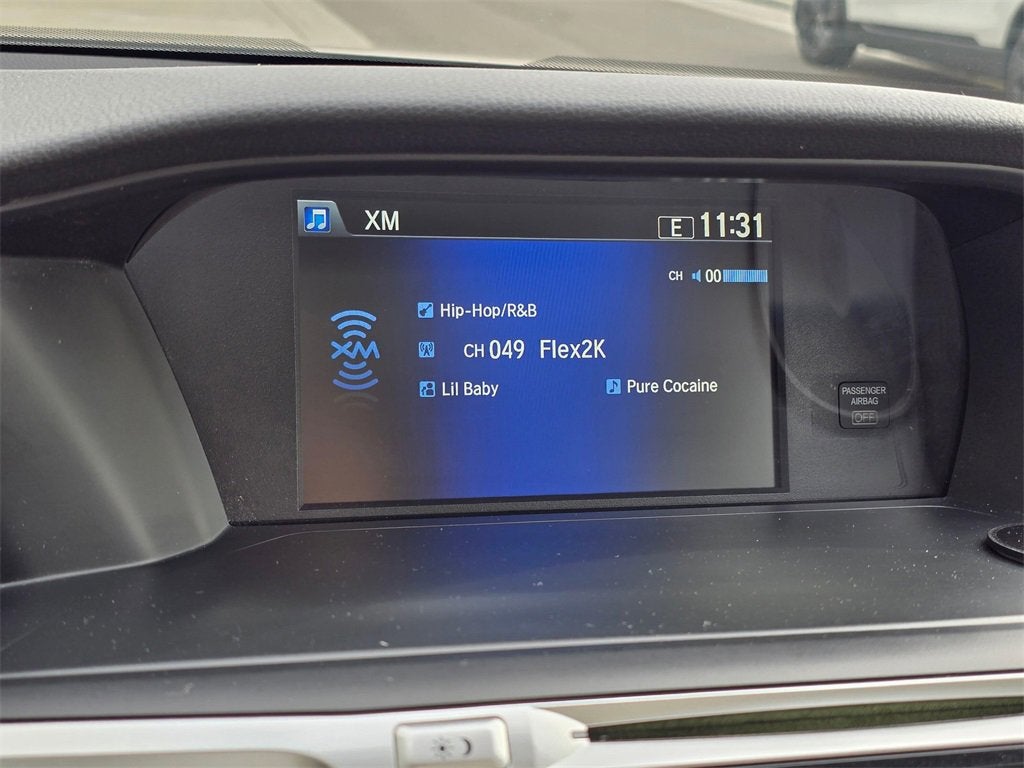 XM E 11:31
CH 00
Hip-Hop/R&B
XM
CH 049 Flex2K
Lil Baby Pure Cocaine
PASSENGER
AIRBAG
OFF